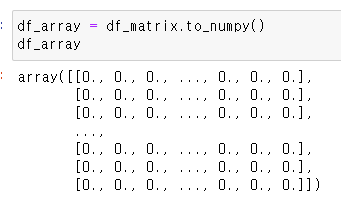 : df_array = df_matrix.to_numpy()
df_array
: array([[0., 0., 0., ..., 0., 0., 0.],
[0., 0., 0., ..., 0., 0., 0.],
[0., 0., 0., ..., 0., 0., 0.],
...,
[0., 0., 0., ..., 0., 0., 0.],
[0., 0., 0., ..., 0., 0., 0.],
[0., 0., 0., ..., 0., 0., 0.]])